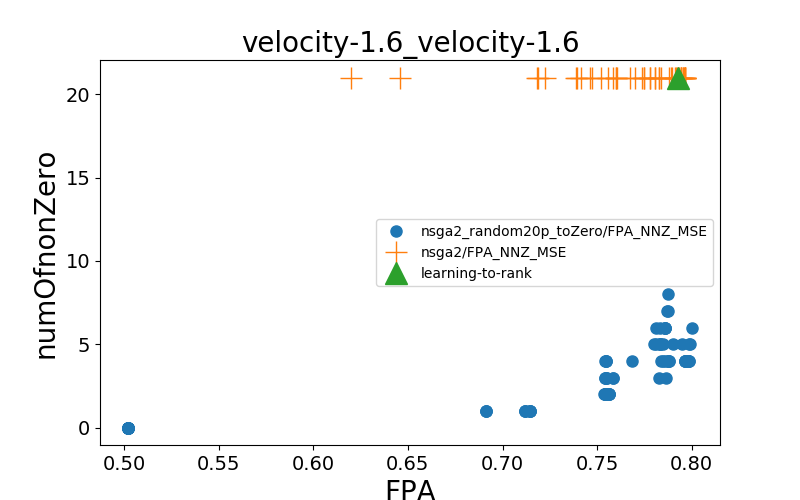 velocity-1.6_velocity-1.6
numOfnonZero
20
15
10
5
0
nsga2_random20p_toZero/FPA_NNZ_MSE
nsga2/FPA_NNZ_MSE
learning-to-rank
0.50 0.55 0.60 0.65 0.70 0.75 0.80
FPA